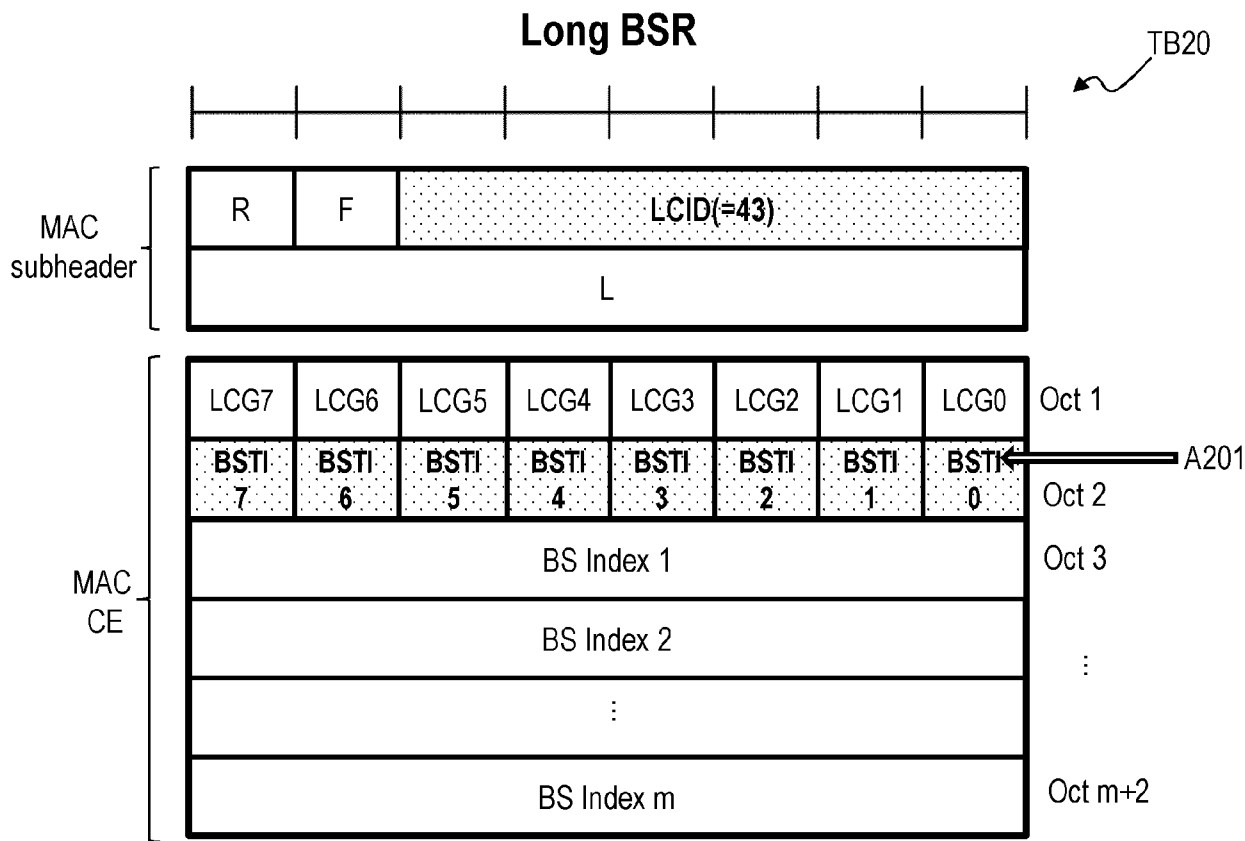 Long BSR
TB20
MAC
subheader
R F LCID(=43)
L
MAC
CE
LCG7 LCG6 LCG5 LCG4 LCG3 LCG2 LCG1 LCG0 Oct 1
BSTI BSTI BSTI BSTI BSTI BSTI BSTI BSTI A201
7 6 5 4 3 2 1 0 Oct 2
BS Index 1 Oct 3
BS Index 2
⋮ ⋮
BS Index m Oct m+2